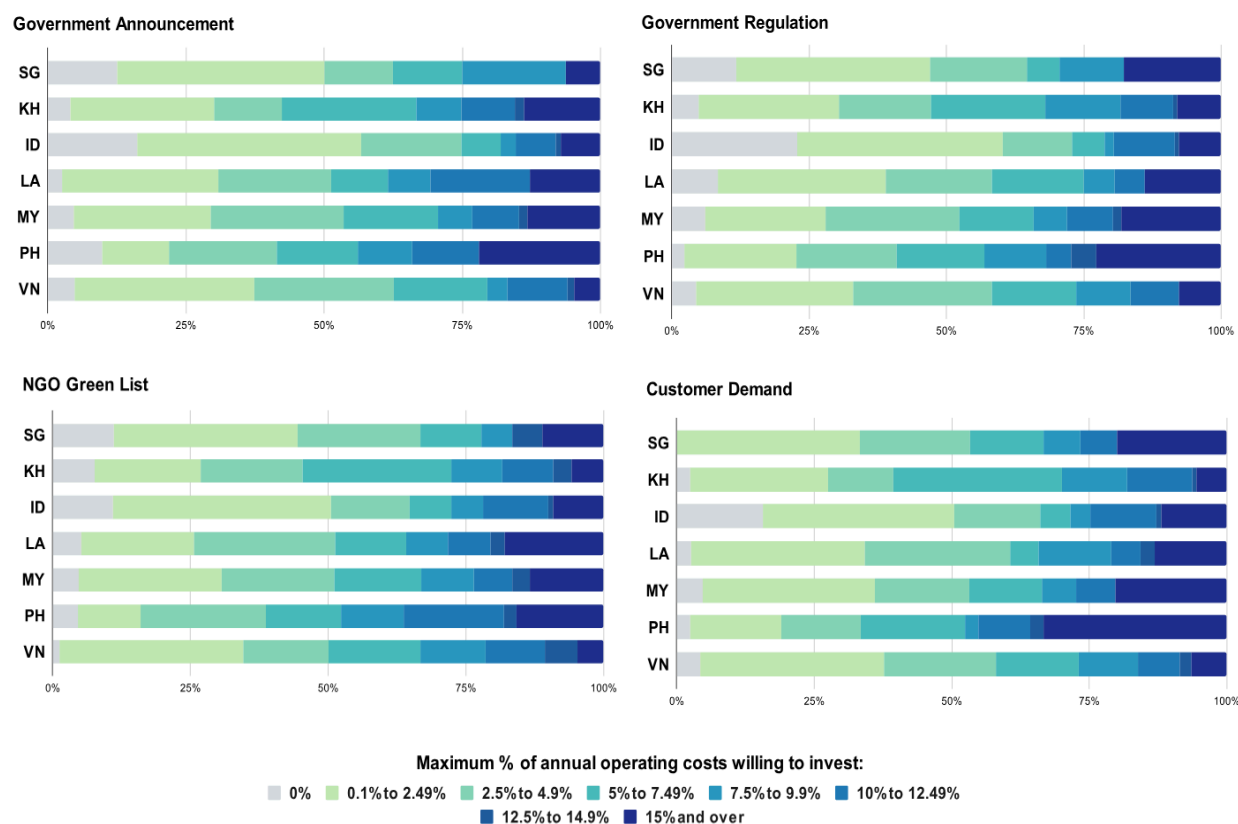 Government Announcement
SG
KH
ID
LA
MY
PH
VN
0% 25% 50% 75% 100%
Government Regulation
SG
KH
ID
LA
MY
PH
VN
0% 25% 50% 75% 100%
NGO Green List
SG
KH
ID
LA
MY
PH
VN
0% 25% 50% 75% 100%
Customer Demand
SG
KH
ID
LA
MY
PH
VN
0% 25% 50% 75% 100%
Maximum % of annual operating costs willing to invest:
0% 0.1% to 2.49% 2.5% to 4.9% 5% to 7.49% 7.5% to 9.9% 10% to 12.49%
12.5% to 14.9% 15% and over